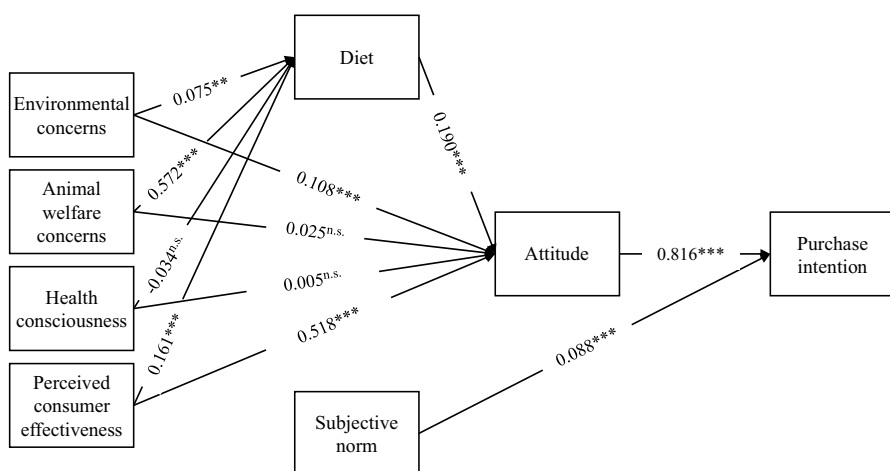 Diet
Environmental
concerns
0.075**
0.572***
0.190***
Animal
welfare
concerns
0.108***
0.025n.s.
Attitude
0.816***
Purchase
intention
-0.034n.s.
Health
consciousness
0.005n.s.
0.161***
0.518***
0.088***
Perceived
consumer
effectiveness
Subjective
norm